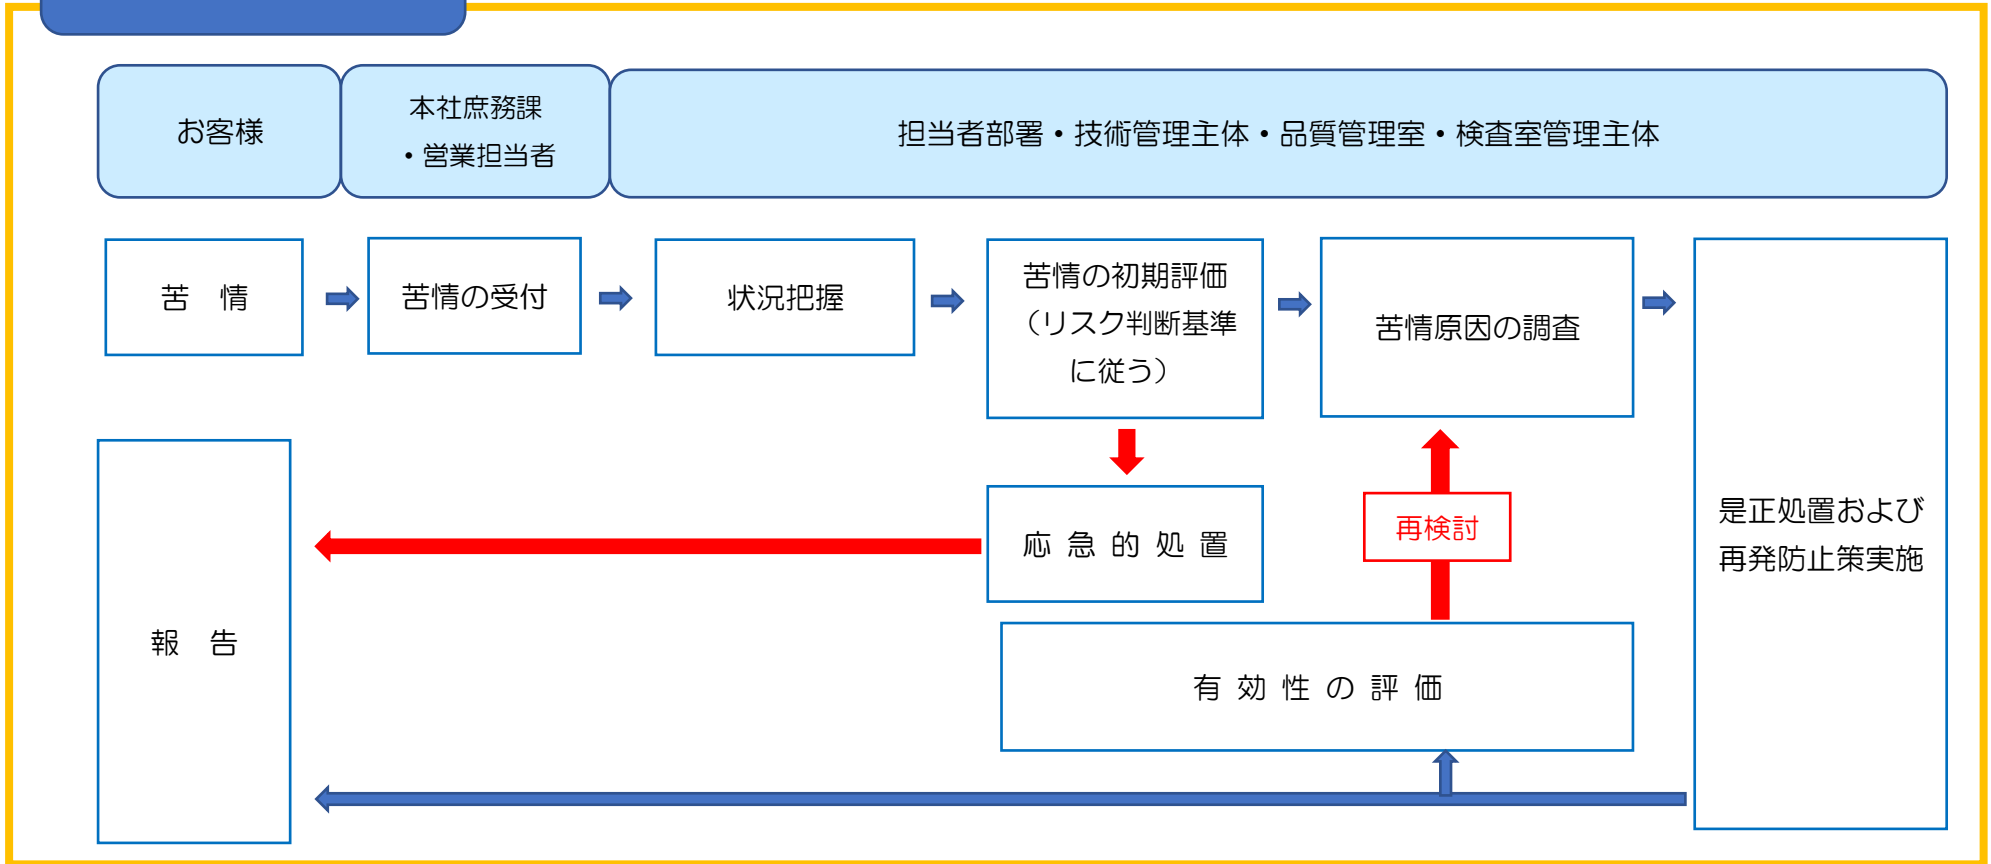 お客様
本社庶務課
・営業担当者
担当者部署・技術管理主体・品質管理室・検査室管理主体
苦　情
苦情の受付
状況把握
苦情の初期評価
（リスク判断基準
に従う）
苦情原因の調査
是正処置および
再発防止策実施
応 急 的 処 置
再検討
報　告
有 効 性 の 評 価